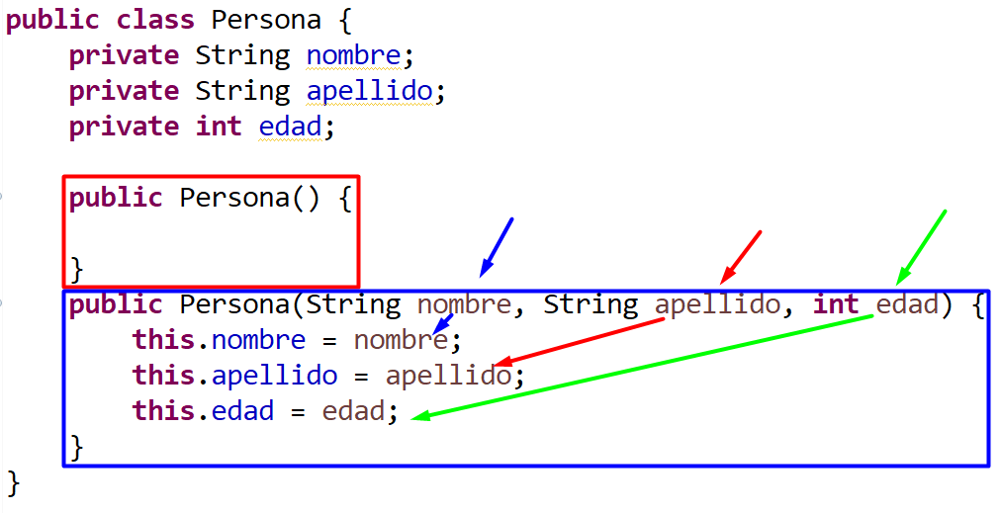 public class Persona {
    private String nombre;
    private String apellido;
    private int edad;
    public Persona() {
    }
    public Persona(String nombre, String apellido, int edad) {
        this.nombre = nombre;
        this.apellido = apellido;
        this.edad = edad;
    }
}